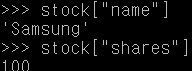 >>> stock["name"]
'Samsung'
>>> stock["shares"]
100